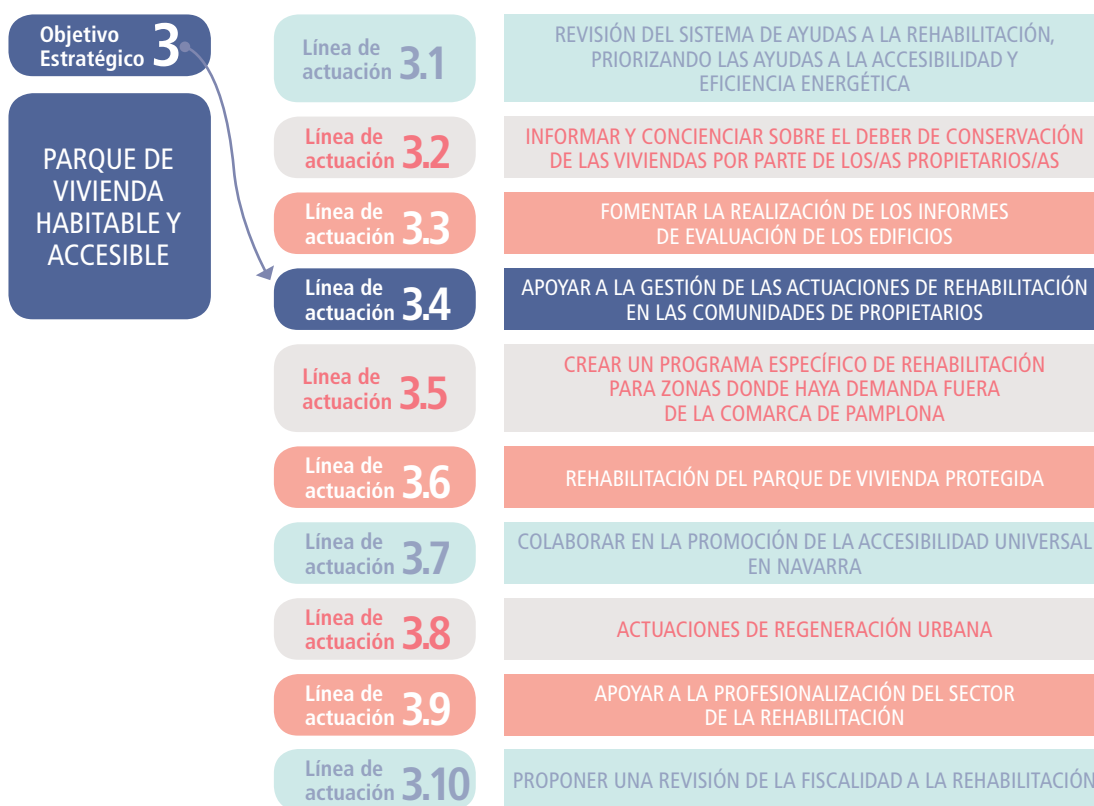 Objetivo
Estratégico 3
PARQUE DE
VIVIENDA
HABITABLE Y
ACCESIBLE
Línea de
actuación 3.1
REVISIÓN DEL SISTEMA DE AYUDAS A LA REHABILITACIÓN,
PRIORIZANDO LAS AYUDAS A LA ACCESIBILIDAD Y
EFICIENCIA ENERGÉTICA
Línea de
actuación 3.2
INFORMAR Y CONCIENCIAR SOBRE EL DEBER DE CONSERVACIÓN
DE LAS VIVIENDAS POR PARTE DE LOS/AS PROPIETARIOS/AS
Línea de
actuación 3.3
FOMENTAR LA REALIZACIÓN DE LOS INFORMES
DE EVALUACIÓN DE LOS EDIFICIOS
Línea de
actuación 3.4
APOYAR A LA GESTIÓN DE LAS ACTUACIONES DE REHABILITACIÓN
EN LAS COMUNIDADES DE PROPIETARIOS
Línea de
actuación 3.5
CREAR UN PROGRAMA ESPECÍFICO DE REHABILITACIÓN
PARA ZONAS DONDE HAYA DEMANDA FUERA
DE LA COMARCA DE PAMPLONA
Línea de
actuación 3.6
REHABILITACIÓN DEL PARQUE DE VIVIENDA PROTEGIDA
Línea de
actuación 3.7
COLABORAR EN LA PROMOCIÓN DE LA ACCESIBILIDAD UNIVERSAL
EN NAVARRA
Línea de
actuación 3.8
ACTUACIONES DE REGENERACIÓN URBANA
Línea de
actuación 3.9
APOYAR A LA PROFESIONALIZACIÓN DEL SECTOR
DE LA REHABILITACIÓN
Línea de
actuación 3.10
PROPONER UNA REVISIÓN DE LA FISCALIDAD A LA REHABILITACIÓN